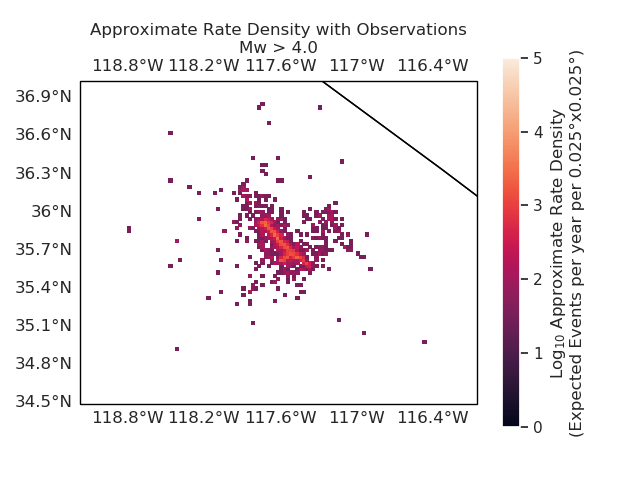 Approximate Rate Density with Observations
Mw > 4.0
118.8°W 118.2°W 117.6°W 117°W 116.4°W
36.9°N
36.6°N
36.3°N
36°N
35.7°N
35.4°N
35.1°N
34.8°N
34.5°N
118.8°W 118.2°W 117.6°W 117°W 116.4°W
5
4
3
2
1
0
Log₁₀ Approximate Rate Density
(Expected Events per year per 0.025°x0.025°)